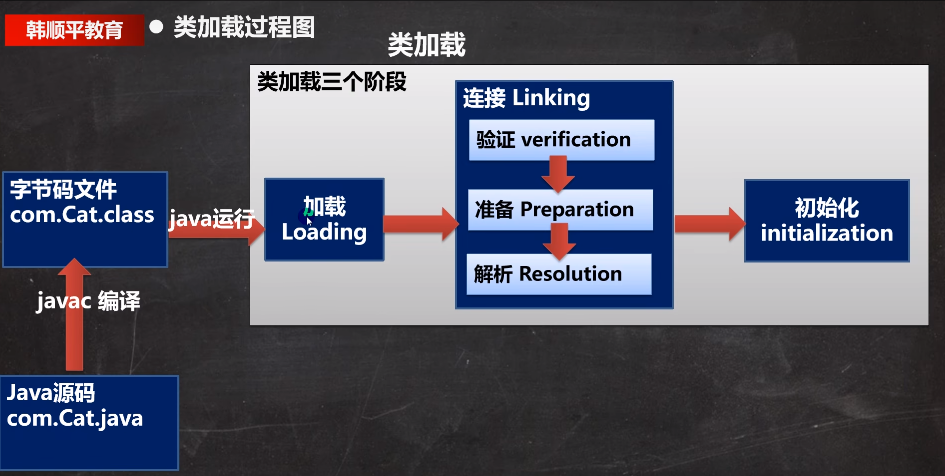 韩顺平教育
● 类加载过程图
类加载
类加载三个阶段
连接 Linking
验证 verification
准备 Preparation
解析 Resolution
字节码文件
com.Cat.class
java运行
加载
Loading
初始化
initialization
javac 编译
Java源码
com.Cat.java